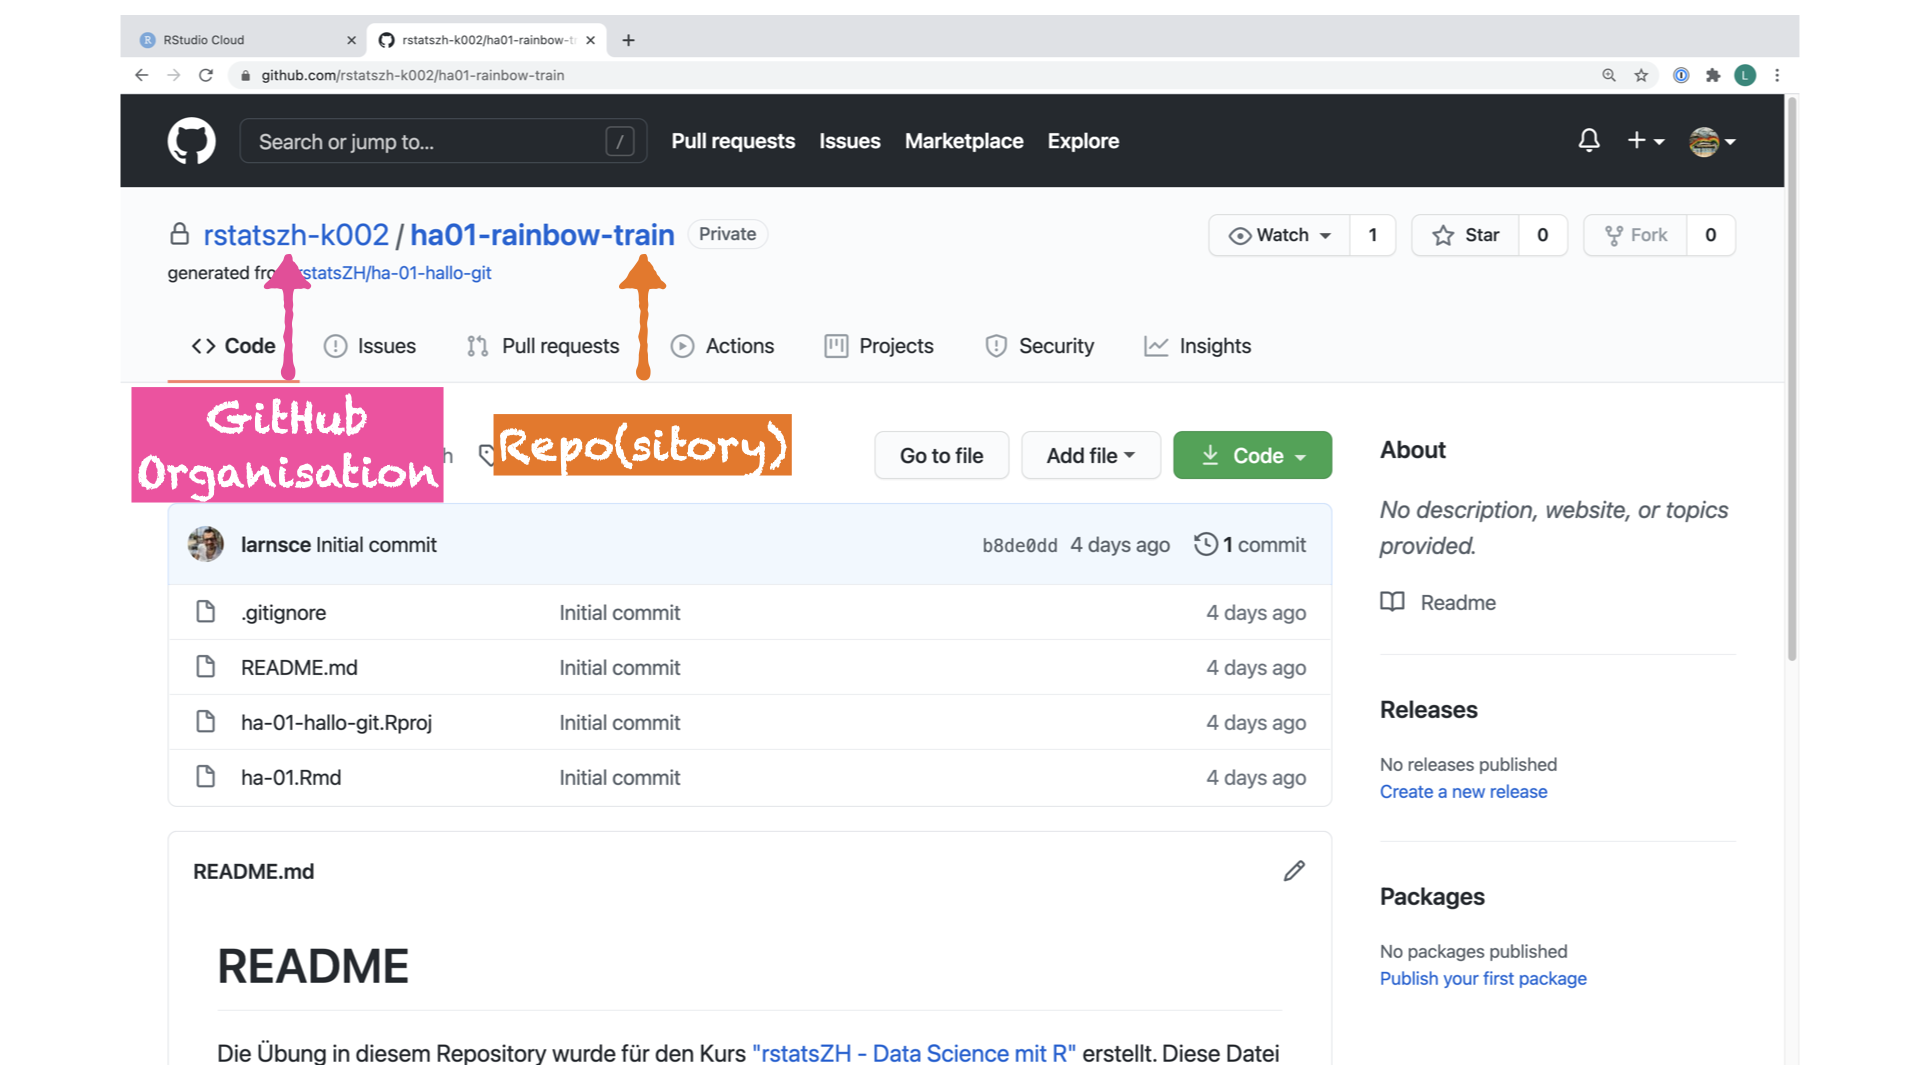 RStudio Cloud
rstatszh-k002/ha01-rainbow-tr
github.com/rstatszh-k002/ha01-rainbow-train
L
Search or jump to...
/
Pull requests
Issues
Marketplace
Explore
rstatszh-k002 / ha01-rainbow-train
Private
Watch 1
Star 0
Fork 0
generated fro rstatsZH/ha-01-hallo-git
Code
Issues
Pull requests
Actions
Projects
Security
Insights
GitHub
Organisation
Repo(sitory)
Go to file
Add file
Code
larnsce Initial commit
b8de0dd 4 days ago
1 commit
.gitignore Initial commit 4 days ago
README.md Initial commit 4 days ago
ha-01-hallo-git.Rproj Initial commit 4 days ago
ha-01.Rmd Initial commit 4 days ago
README.md
README
Die Übung in diesem Repository wurde für den Kurs "rstatsZH - Data Science mit R" erstellt. Diese Datei
About
No description, website, or topics
provided.
Readme
Releases
No releases published
Create a new release
Packages
No packages published
Publish your first package